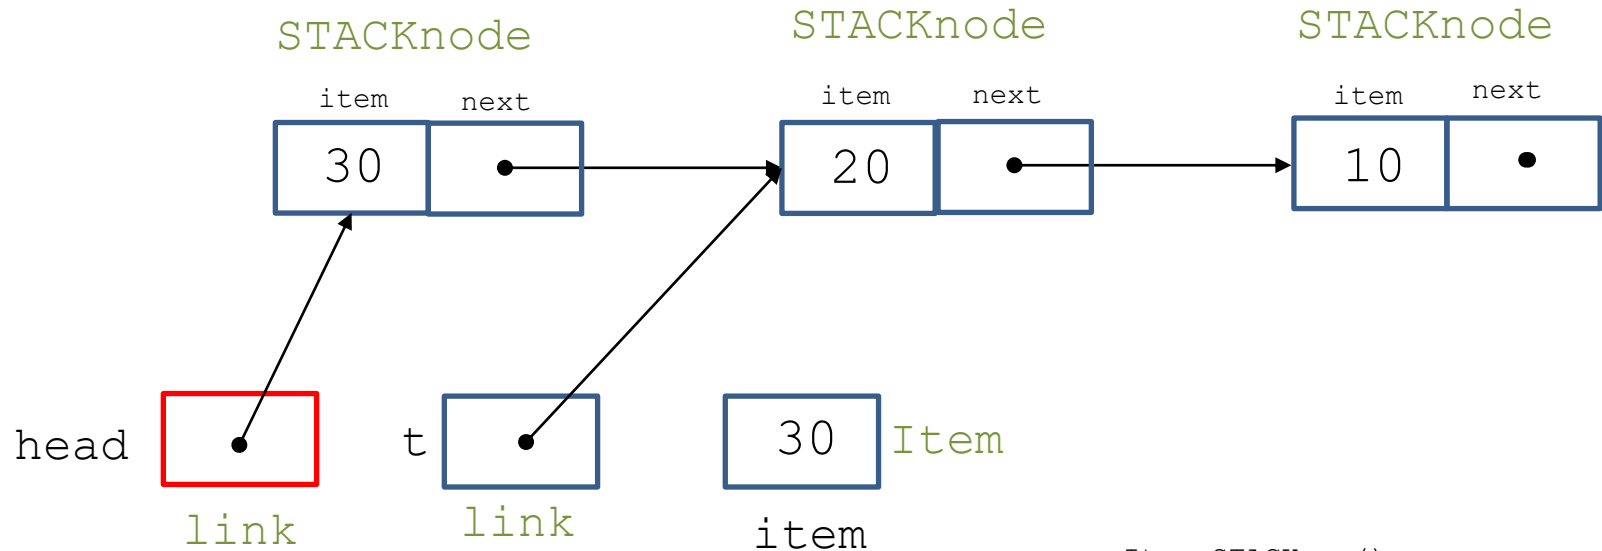 STACKnode STACKnode STACKnode
item next item next item next
30 20 10
head t 30 Item
link link item